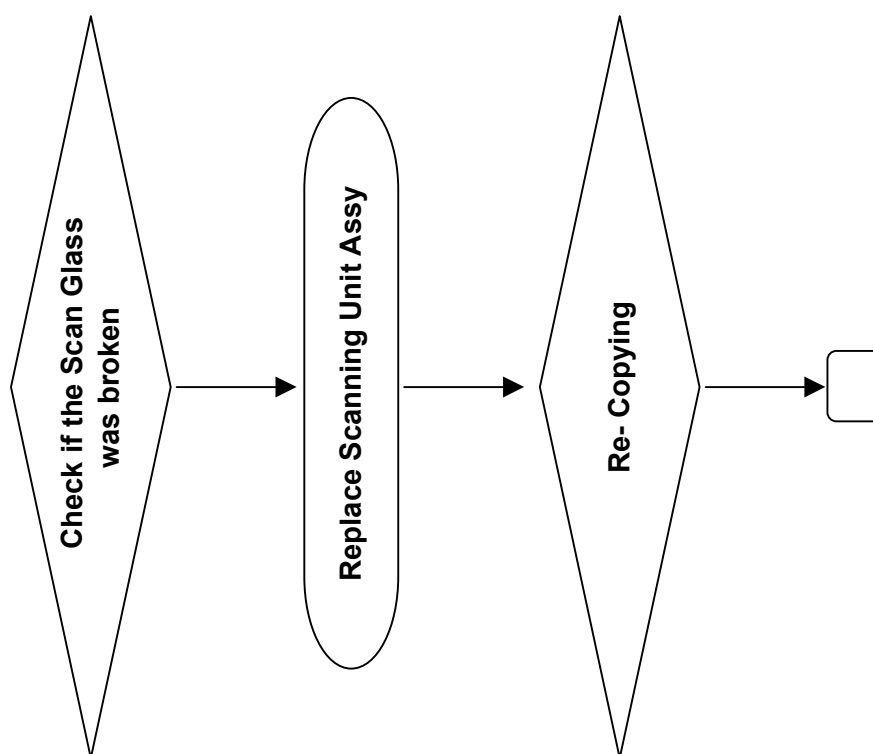 Check if the Scan Glass
was broken
Replace Scanning Unit Assy
Re- Copying